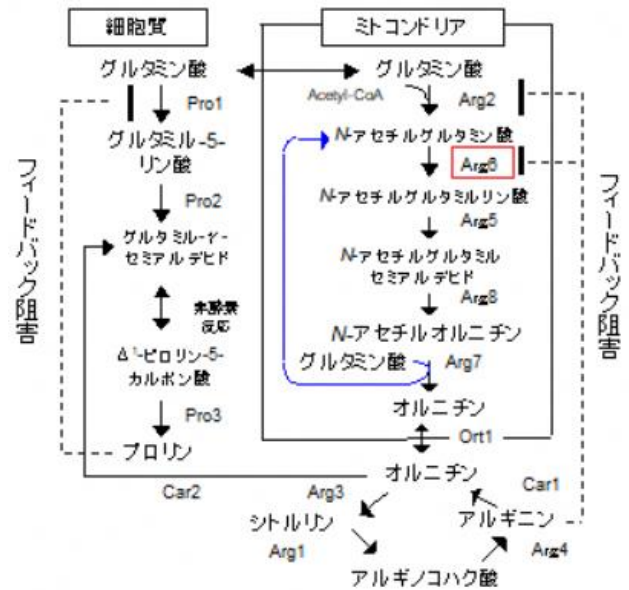 細胞質
ミトコンドリア
グルタミン酸
グルタミン酸
Acetyl-CoA
Arg2
Pro1
グルタミル-5-
リン酸
N-アセチルグルタミン酸
Arg6
N-アセチルグルタミルリン酸
Pro2
Arg5
グルタミル-γ-
セミアルデヒド
N-アセチルグルタミル
セミアルデヒド
非酵素
反応
Arg8
Δ¹-ピロリン-5-
カルボン酸
N-アセチルオルニチン
グルタミン酸
Arg7
Pro3
オルニチン
プロリン
Ort1
オルニチン
Car2
Arg3
Car1
シトルリン
アルギニン
Arg1
Arg4
アルギノコハク酸
フィードバック阻害
フィードバック阻害